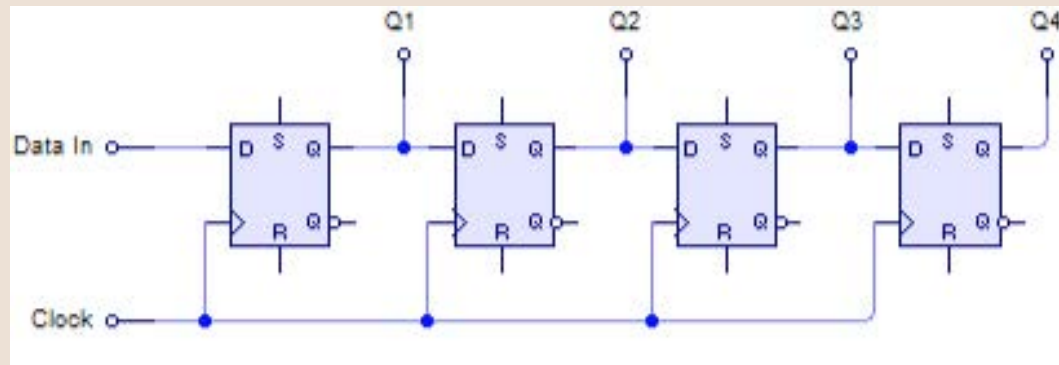 Q1 Q2 Q3 Q4
Data In D S Q D S Q D S Q D S Q
R Q R Q R Q R Q
Clock